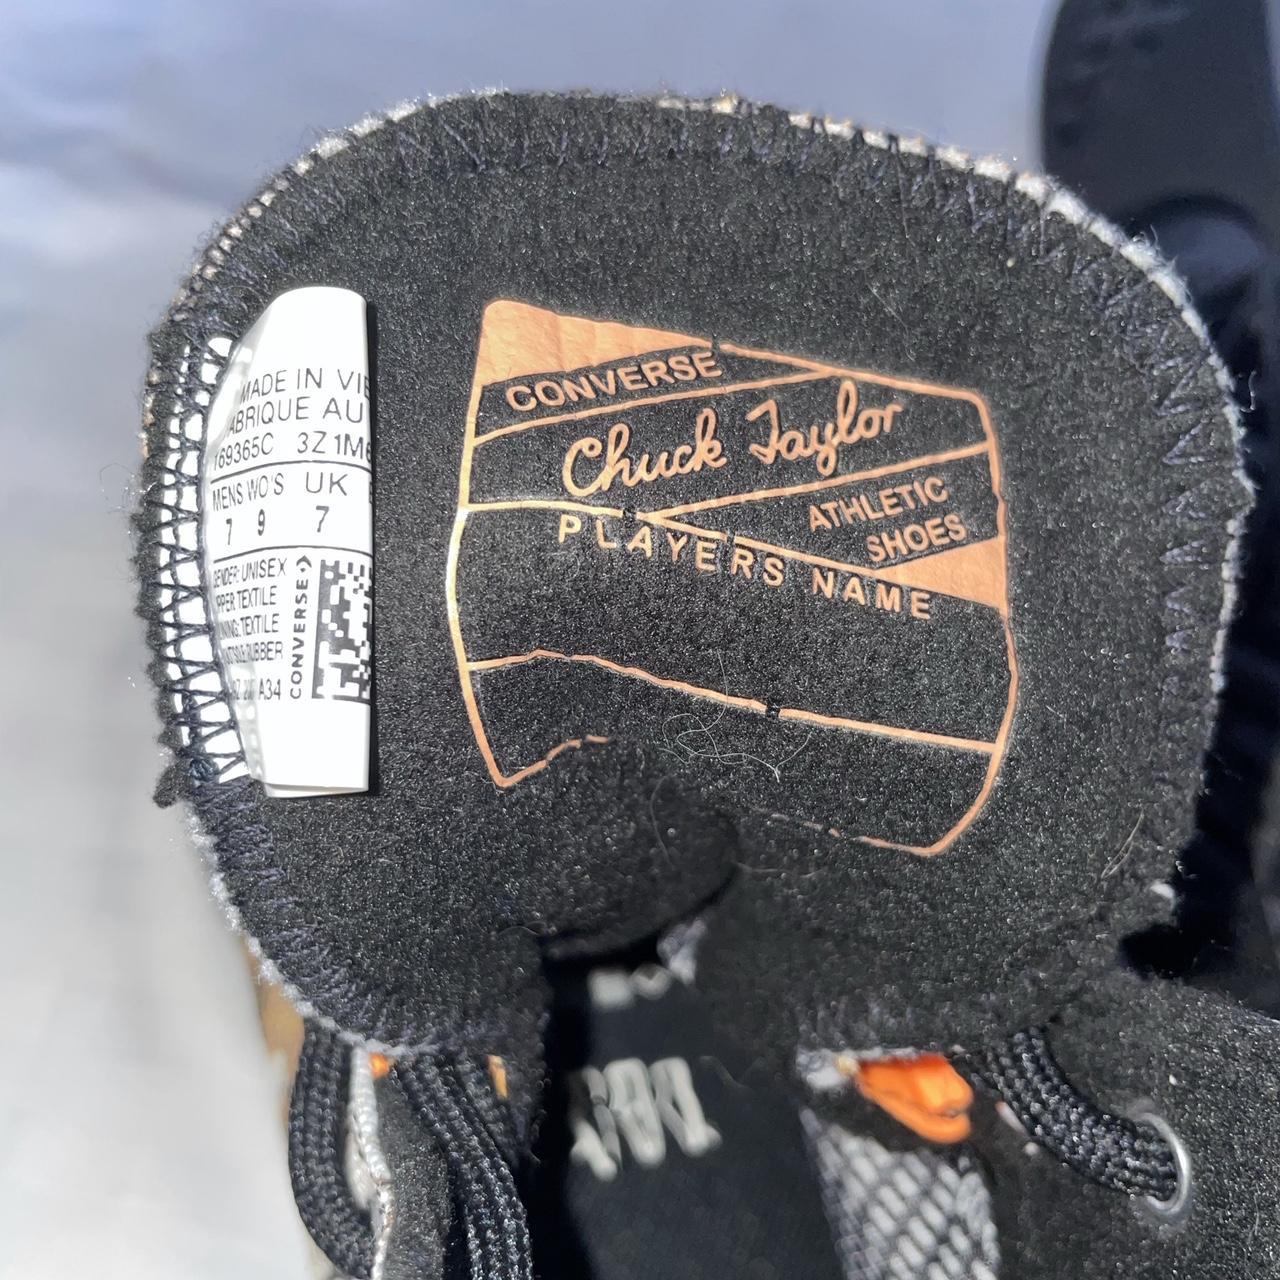 MADE IN VIE
FABRIQUE AU
169365C 3Z1M
MENS WO'S UK
7 9 7
GENDER: UNISEX
UPPER TEXTILE
TEXTILE
RUBBER
A34
CONVERSE
CONVERSE
Chuck Taylor
ATHLETIC
SHOES
PLAYERS NAME